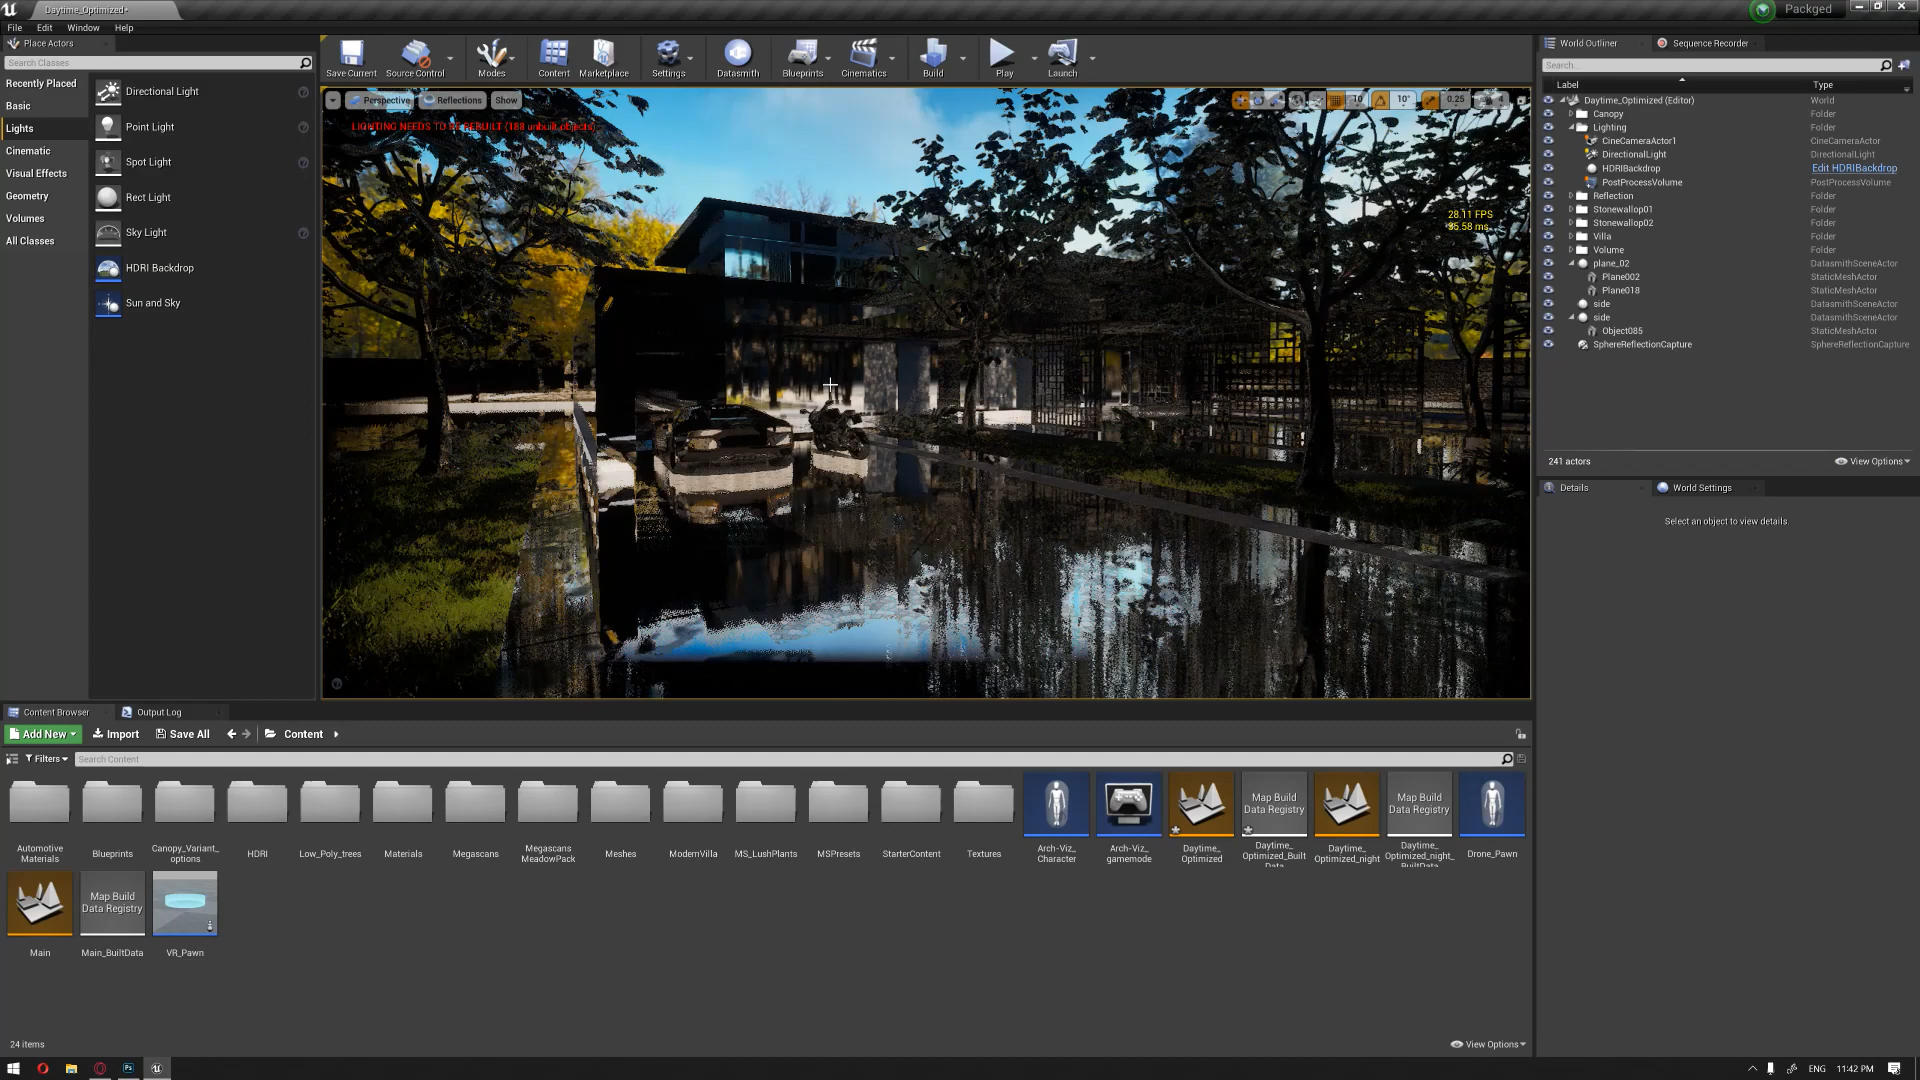 Daytime_Optimized*
Packged
File Edit Window Help
Place Actors
Search Classes
Recently Placed
Basic
Lights
Cinematic
Visual Effects
Geometry
Volumes
All Classes
Directional Light
Point Light
Spot Light
Rect Light
Sky Light
HDRI Backdrop
Sun and Sky
Save Current Source Control Modes Content Marketplace Settings Datasmith Blueprints Cinematics Build Play Launch
Perspective Reflections Show
10 10° 0.25 4
LIGHTING NEEDS TO BE REBUILT (188 unbuilt objects)
28.11 FPS
35.58 ms
World Outliner Sequence Recorder
Search...
Label Type
Daytime_Optimized (Editor) World
Canopy Folder
Lighting Folder
CineCameraActor1 CineCameraActor
DirectionalLight DirectionalLight
HDRIBackdrop Edit HDRIBackdrop
PostProcessVolume PostProcessVolume
Reflection Folder
Stonewallop01 Folder
Stonewallop02 Folder
Villa Folder
Volume Folder
plane_02 DatasmithSceneActor
Plane002 StaticMeshActor
Plane018 StaticMeshActor
side DatasmithSceneActor
side DatasmithSceneActor
Object085 StaticMeshActor
SphereReflectionCapture SphereReflectionCapture
241 actors View Options
Details World Settings
Select an object to view details.
Content Browser Output Log
Add New Import Save All Content
Filters Search Content
Automotive
Materials
Blueprints
Canopy_Variant_
options
HDRI
Low_Poly_trees
Materials
Megascans
Megascans
MeadowPack
Meshes
ModernVilla
MS_LushPlants
MSPresets
StarterContent
Textures
Arch-Viz_
Character
Arch-Viz_
gamemode
Daytime_
Optimized
Map Build
Data Registry
Daytime_
Optimized_Built
Data
Daytime_
Optimized_night
Map Build
Data Registry
Daytime_
Optimized_night_
BuiltData
Drone_Pawn
Main
Map Build
Data Registry
Main_BuiltData
VR_Pawn
24 items View Options
Ps
ENG 11:42 PM